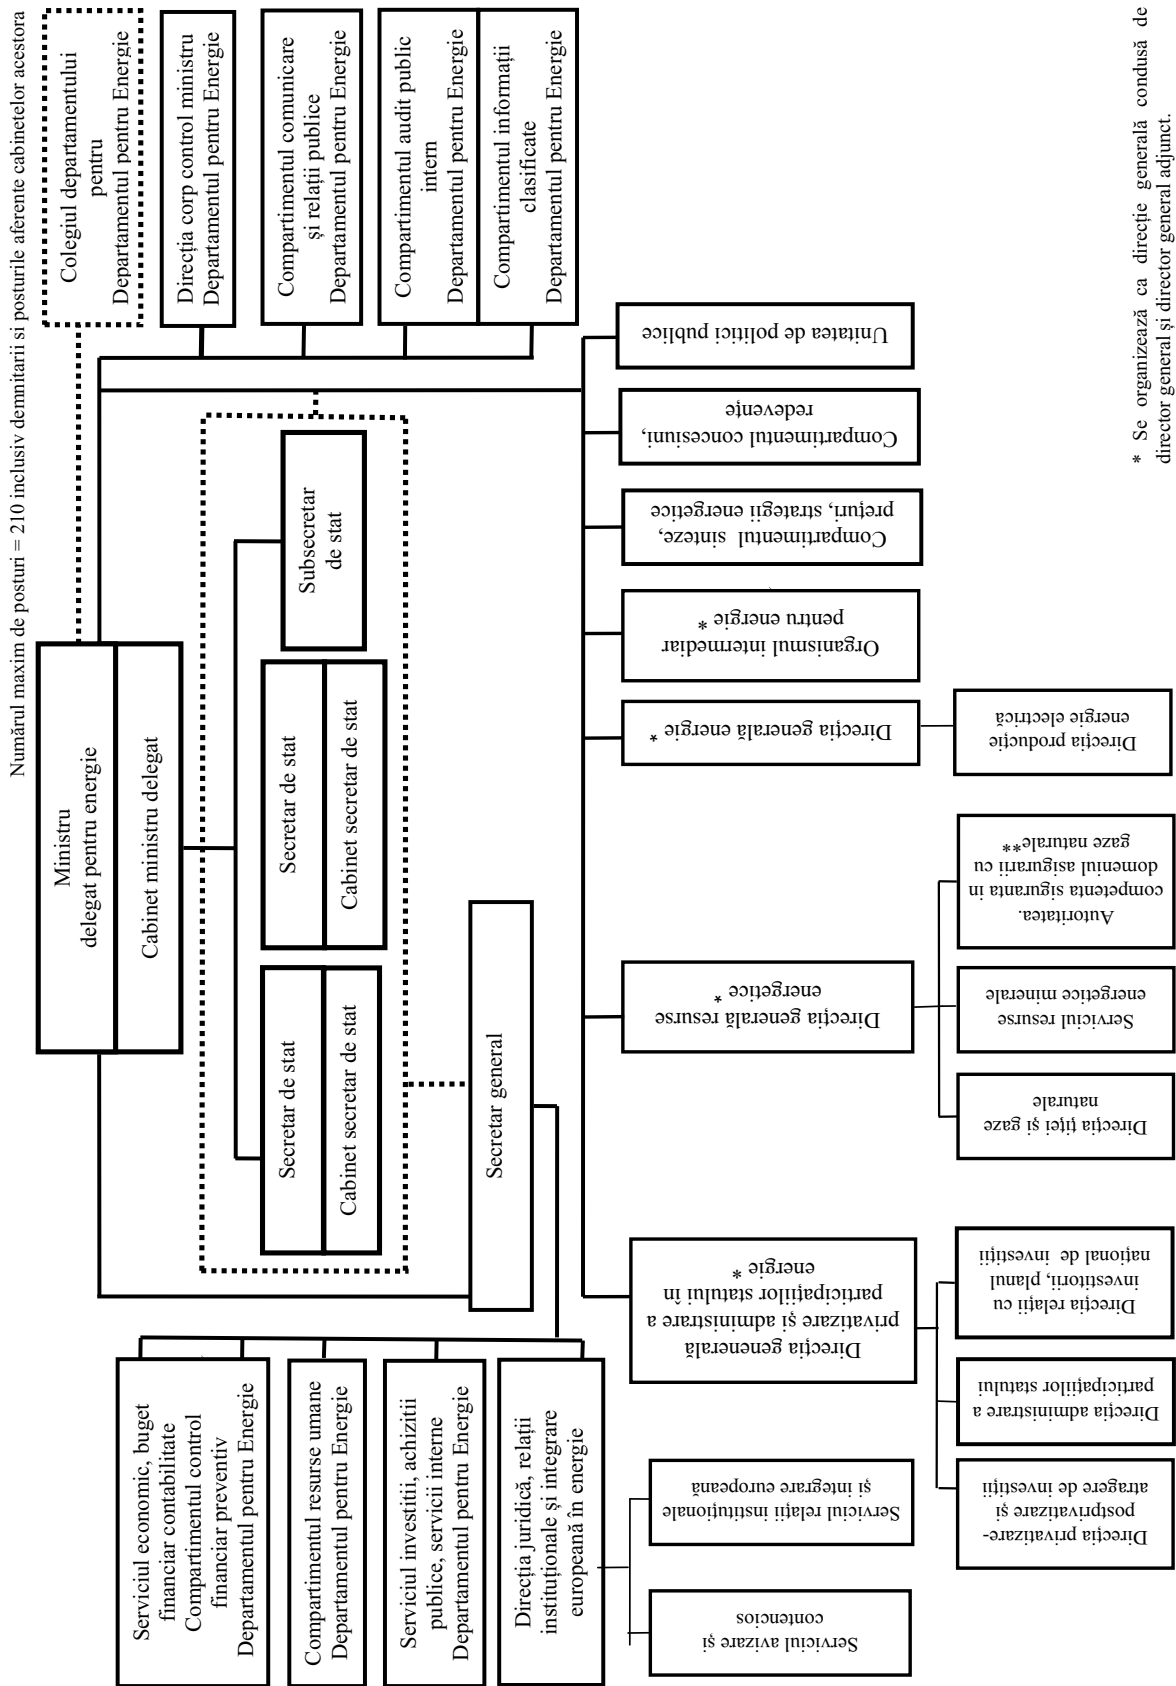 Numărul maxim de posturi = 210 inclusiv demnitarii si posturile aferente cabinetelor acestora
Ministru
delegat pentru energie
Cabinet ministru delegat
Colegiul departamentului
pentru
Departamentul pentru Energie
Direcția corp control ministru
Departamentul pentru Energie
Compartimentul comunicare
și relații publice
Departamentul pentru Energie
Compartimentul audit public
intern
Departamentul pentru Energie
Compartimentul informații
clasificate
Departamentul pentru Energie
Secretar de stat
Cabinet secretar de stat
Secretar de stat
Cabinet secretar de stat
Subsecretar
de stat
Secretar general
Serviciul economic, buget
financiar contabilitate
Compartimentul control
financiar preventiv
Departamentul pentru Energie
Compartimentul resurse umane
Departamentul pentru Energie
Serviciul investitii, achizitii
publice, servicii interne
Departamentul pentru Energie
Direcția juridică, relații
instituționale și integrare
europeană în energie
Serviciul avizare și
contencios
Serviciul relații instituționale
și integrare europeană
Direcția genenerală
privatizare și administrare a
participațiilor statului în
energie *
Direcția generală resurse
energetice *
Direcția generală energie *
Organismul intermediar
pentru energie *
Compartimentul sinteze,
prețuri, strategii energetice
Compartimentul concesiuni,
redevențe
Unitatea de politici publice
Direcția privatizare-
postprivatizare și
atragere de investiții
Direcția administrare a
participațiilor statului
Direcția relații cu
investitorii, planul
național de investiții
Direcția țiței și gaze
naturale
Serviciul resurse
energetice minerale
Autoritatea.
competenta siguranta in
domeniul asigurarii cu
gaze naturale**
Direcția producție
energie electrică
* Se organizează ca direcție generală condusă de
director general și director general adjunct.